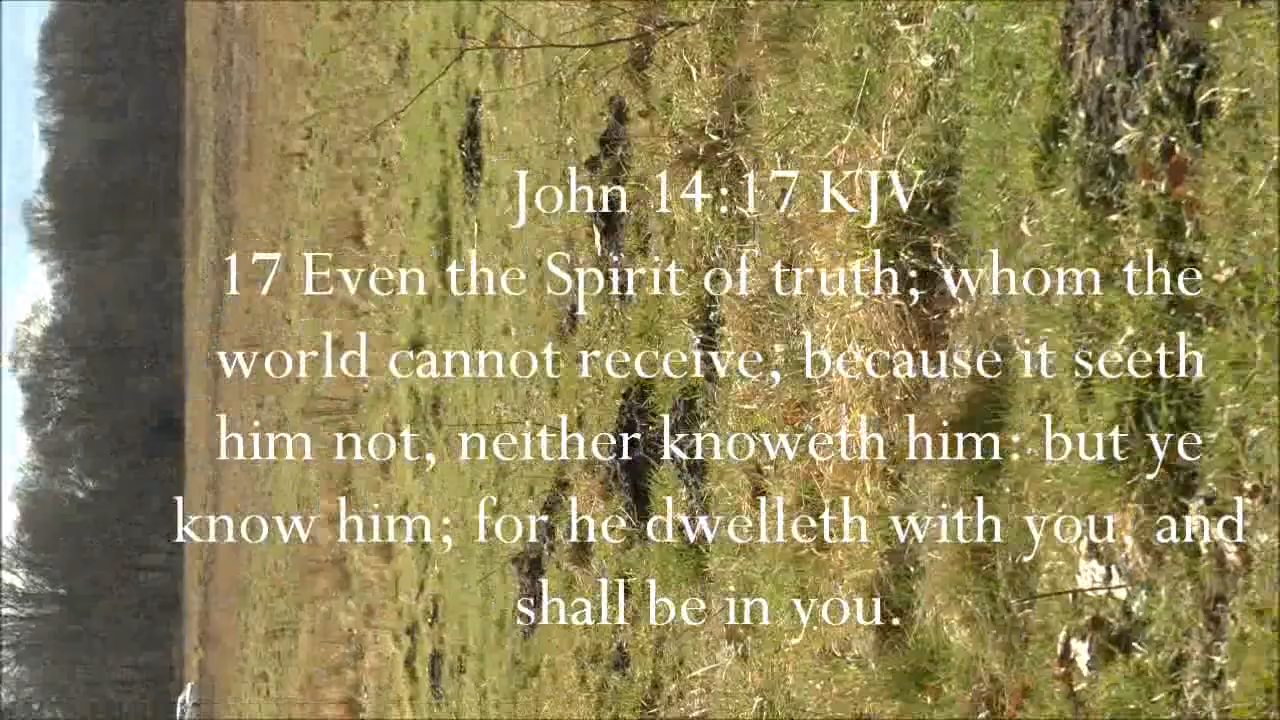 John 14:17 KJV
17 Even the Spirit of truth; whom the
world cannot receive, because it seeth
him not, neither knoweth him: but ye
know him; for he dwelleth with you, and
shall be in you.